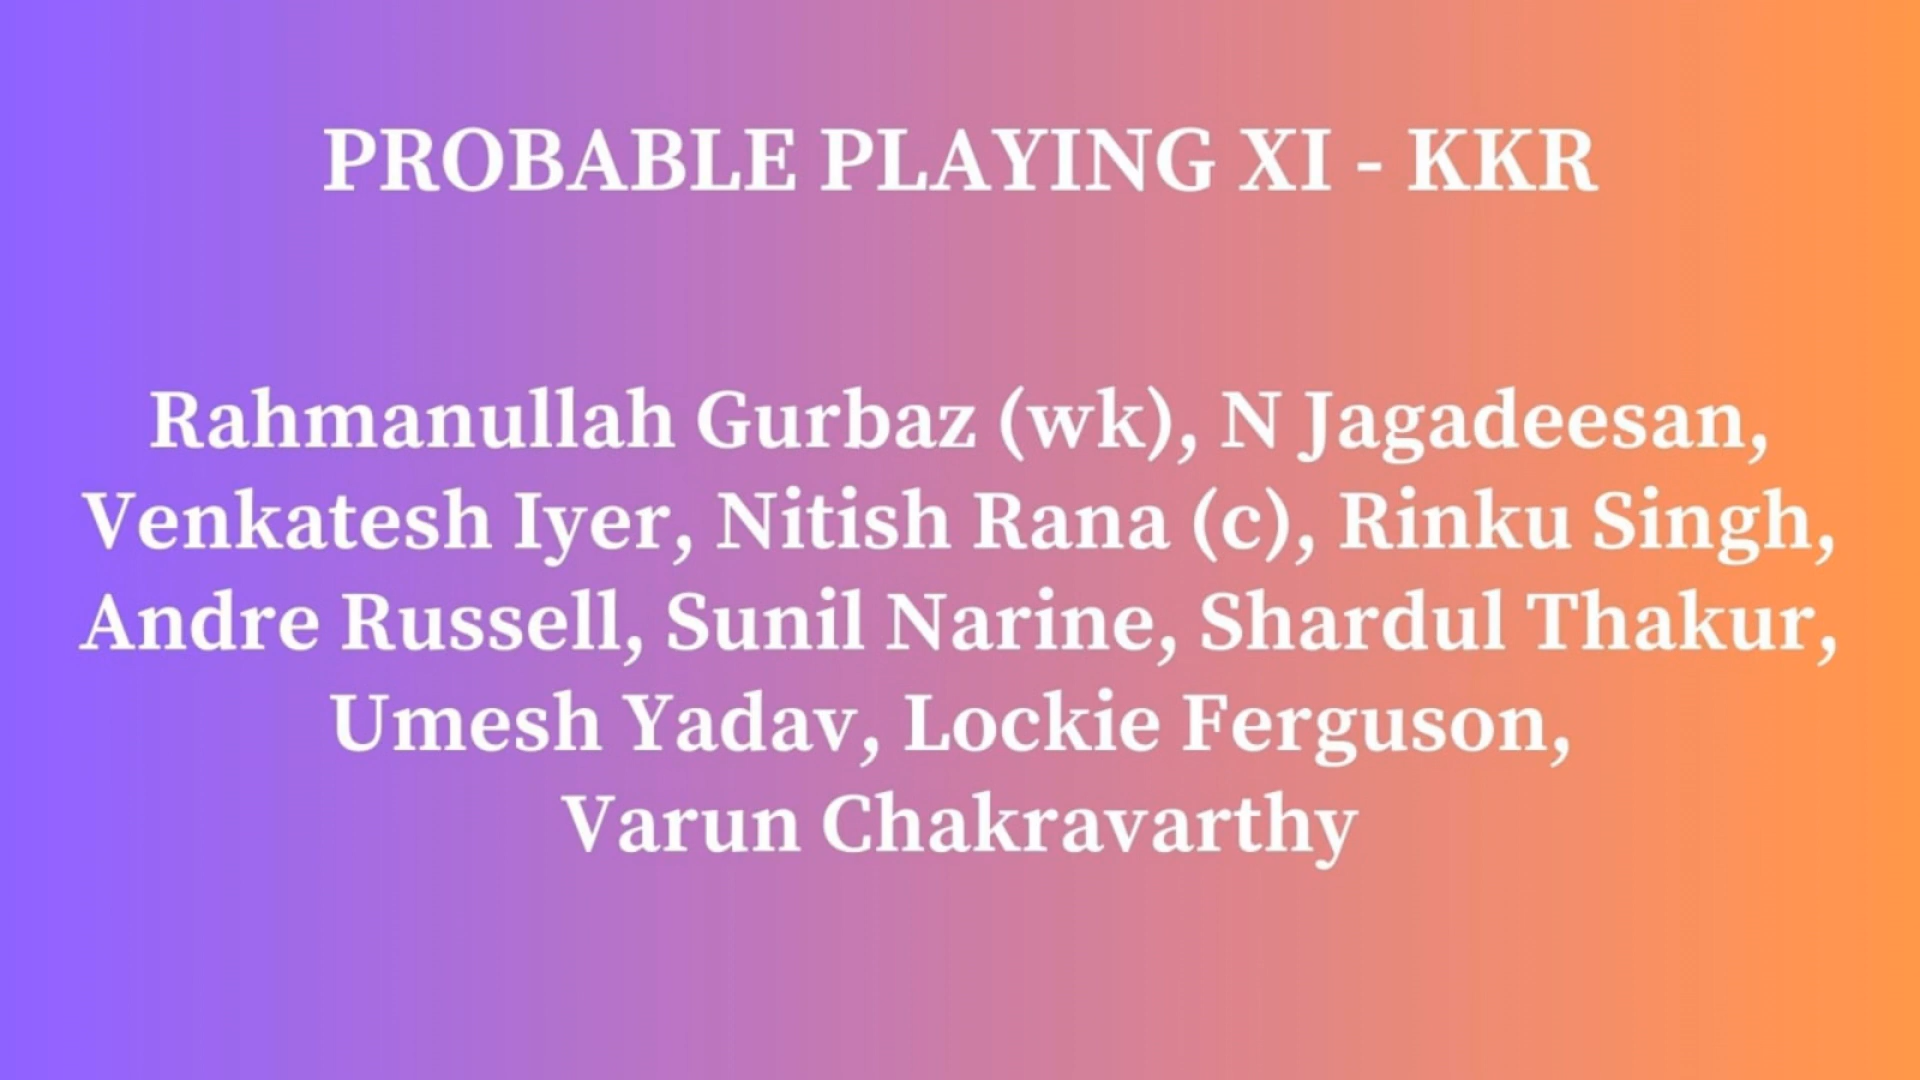 PROBABLE PLAYING XI - KKR
Rahmanullah Gurbaz (wk), N Jagadeesan,
Venkatesh Iyer, Nitish Rana (c), Rinku Singh,
Andre Russell, Sunil Narine, Shardul Thakur,
Umesh Yadav, Lockie Ferguson,
Varun Chakravarthy